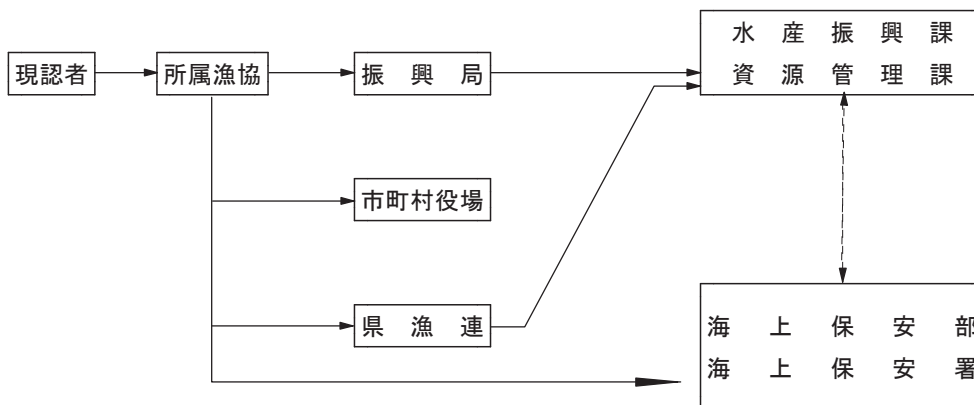 水産振興課
資源管理課
現認者
所属漁協
振興局
市町村役場
県漁連
海上保安部
海上保安署